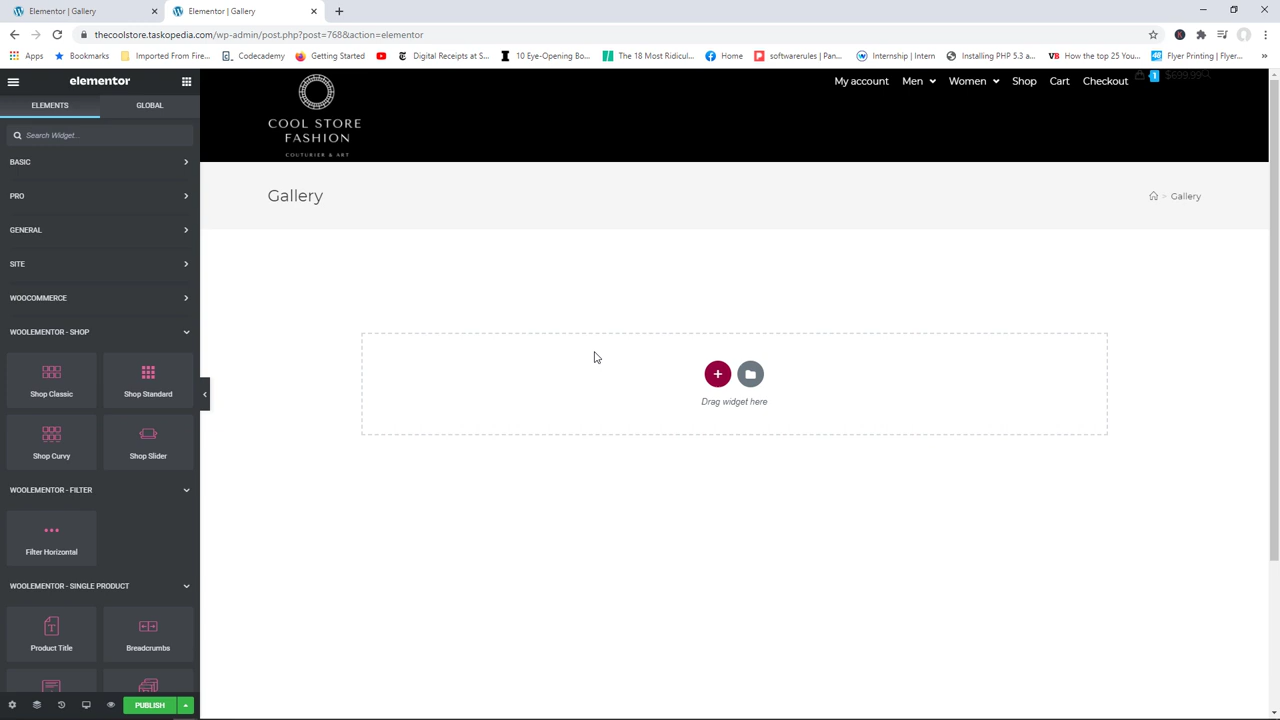 Elementor | Gallery
Elementor | Gallery
thecoolstore.taskopedia.com/wp-admin/post.php?post=768&action=elementor
Apps
Bookmarks
Imported From Fire...
Codecademy
Getting Started
Digital Receipts at S...
10 Eye-Opening Bo...
The 18 Most Ridicul...
Home
softwarerules | Pan...
Internship | Intern
Installing PHP 5.3 a...
How the top 25 You...
Flyer Printing | Flyer...
elementor
ELEMENTS
GLOBAL
Search Widget...
BASIC
PRO
GENERAL
SITE
WOOCOMMERCE
WOOLEMENTOR - SHOP
Shop Classic
Shop Standard
Shop Curvy
Shop Slider
WOOLEMENTOR - FILTER
Filter Horizontal
WOOLEMENTOR - SINGLE PRODUCT
Product Title
Breadcrumbs
PUBLISH
COOL STORE
FASHION
COUTURIER & ART
My account Men Women Shop Cart Checkout 1 $699.99
Gallery
> Gallery
Drag widget here